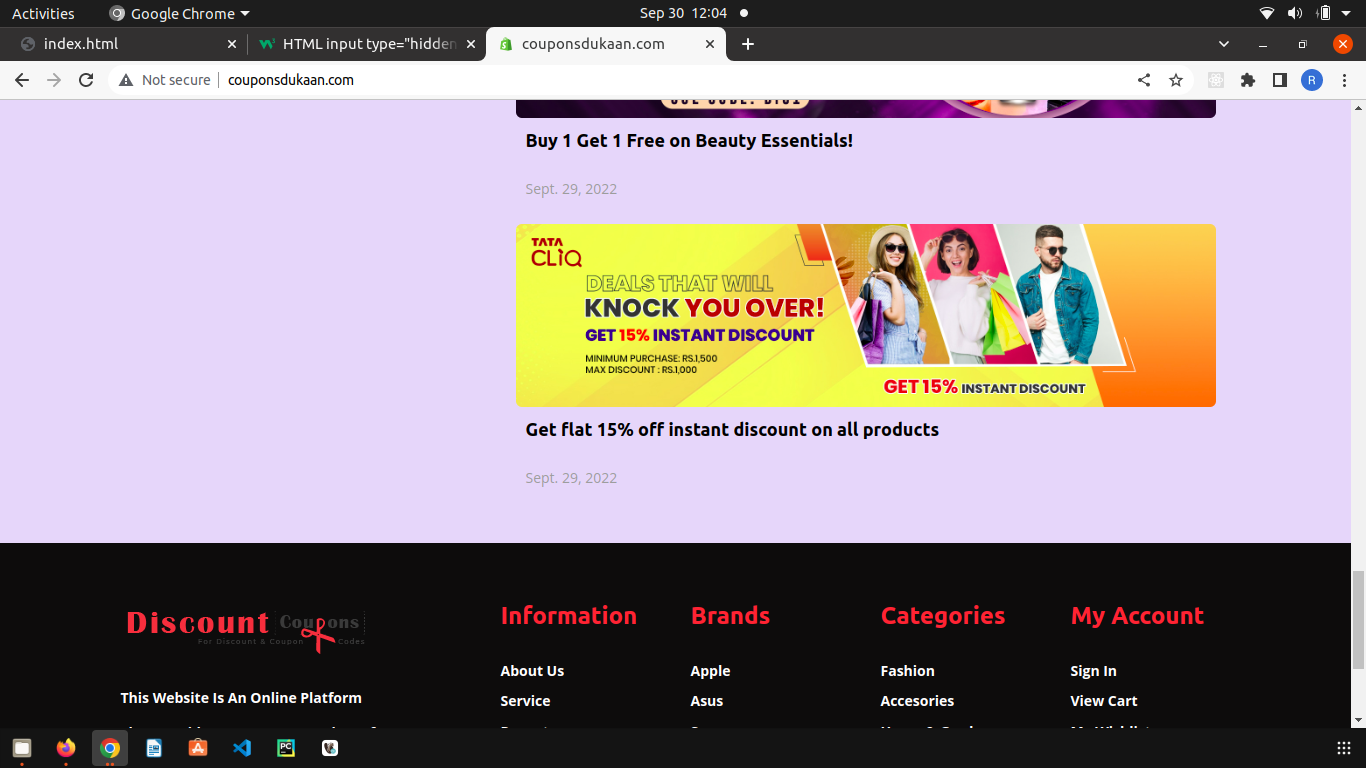 Activities
Google Chrome
Sep 30 12:04
index.html
HTML input type="hidden
couponsdukaan.com
Not secure
couponsdukaan.com
Buy 1 Get 1 Free on Beauty Essentials!
Sept. 29, 2022
TATA
CLiQ
DEALS THAT WILL
KNOCK YOU OVER!
GET 15% INSTANT DISCOUNT
MINIMUM PURCHASE: RS.1,500
MAX DISCOUNT : RS.1,000
GET 15% INSTANT DISCOUNT
Get flat 15% off instant discount on all products
Sept. 29, 2022
Discount Coupons
For Discount & Coupon Codes
This Website Is An Online Platform
Information
About Us
Service
Brands
Apple
Asus
Categories
Fashion
Accesories
My Account
Sign In
View Cart